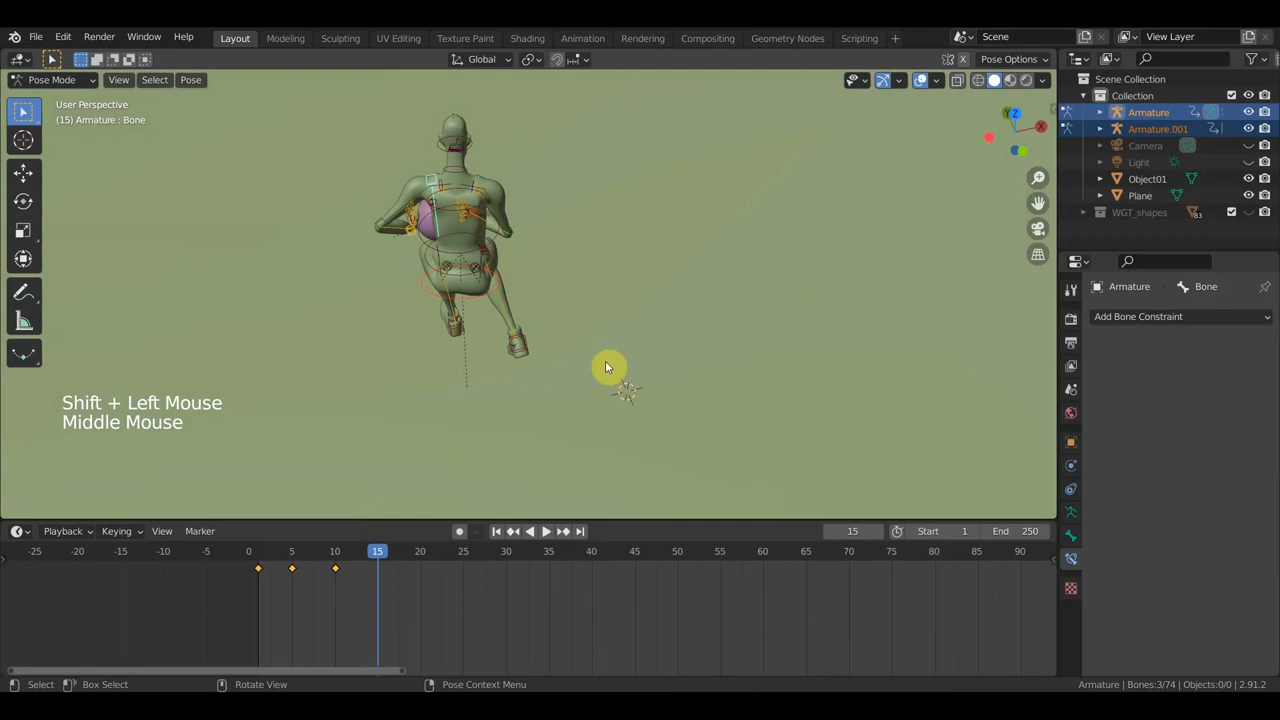 File Edit Render Window Help
Layout Modeling Sculpting UV Editing Texture Paint Shading Animation Rendering Compositing Geometry Nodes Scripting +
Scene
View Layer
Global
X
Pose Options
Pose Mode View Select Pose
User Perspective
(15) Armature : Bone
Z
Y
X
Scene Collection
Collection
Armature
Armature.001
Camera
Light
Object01
Plane
WGT_shapes
83
Armature
Bone
Add Bone Constraint
Shift + Left Mouse
Middle Mouse
Playback Keying View Marker
15
Start 1
End 250
-25 -20 -15 -10 -5 0 5 10 15 20 25 30 35 40 45 50 55 60 65 70 75 80 85 90
Select
Box Select
Rotate View
Pose Context Menu
Armature | Bones:3/74 | Objects:0/0 | 2.91.2